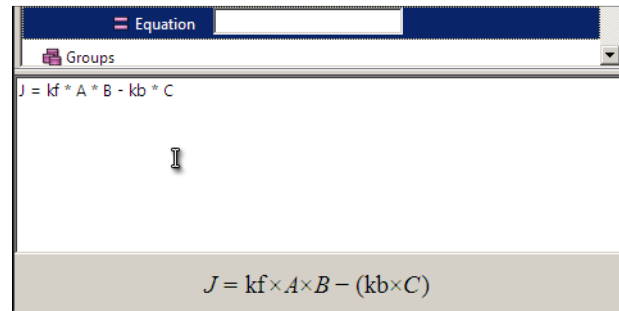 Equation
Groups
J = kf * A * B - kb * C
J = kf×A×B − (kb×C)